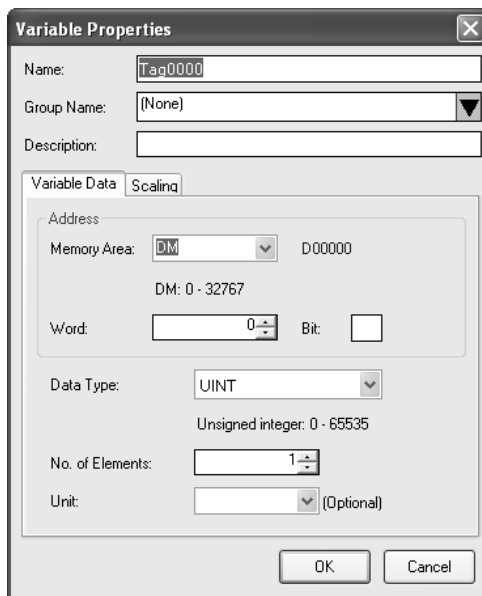 Variable Properties
Name: Tag0000
Group Name: (None)
Description:
Variable Data Scaling
Address
Memory Area: DM D00000
DM: 0 - 32767
Word: 0 Bit:
Data Type: UINT
Unsigned integer: 0 - 65535
No. of Elements: 1
Unit: (Optional)
OK Cancel